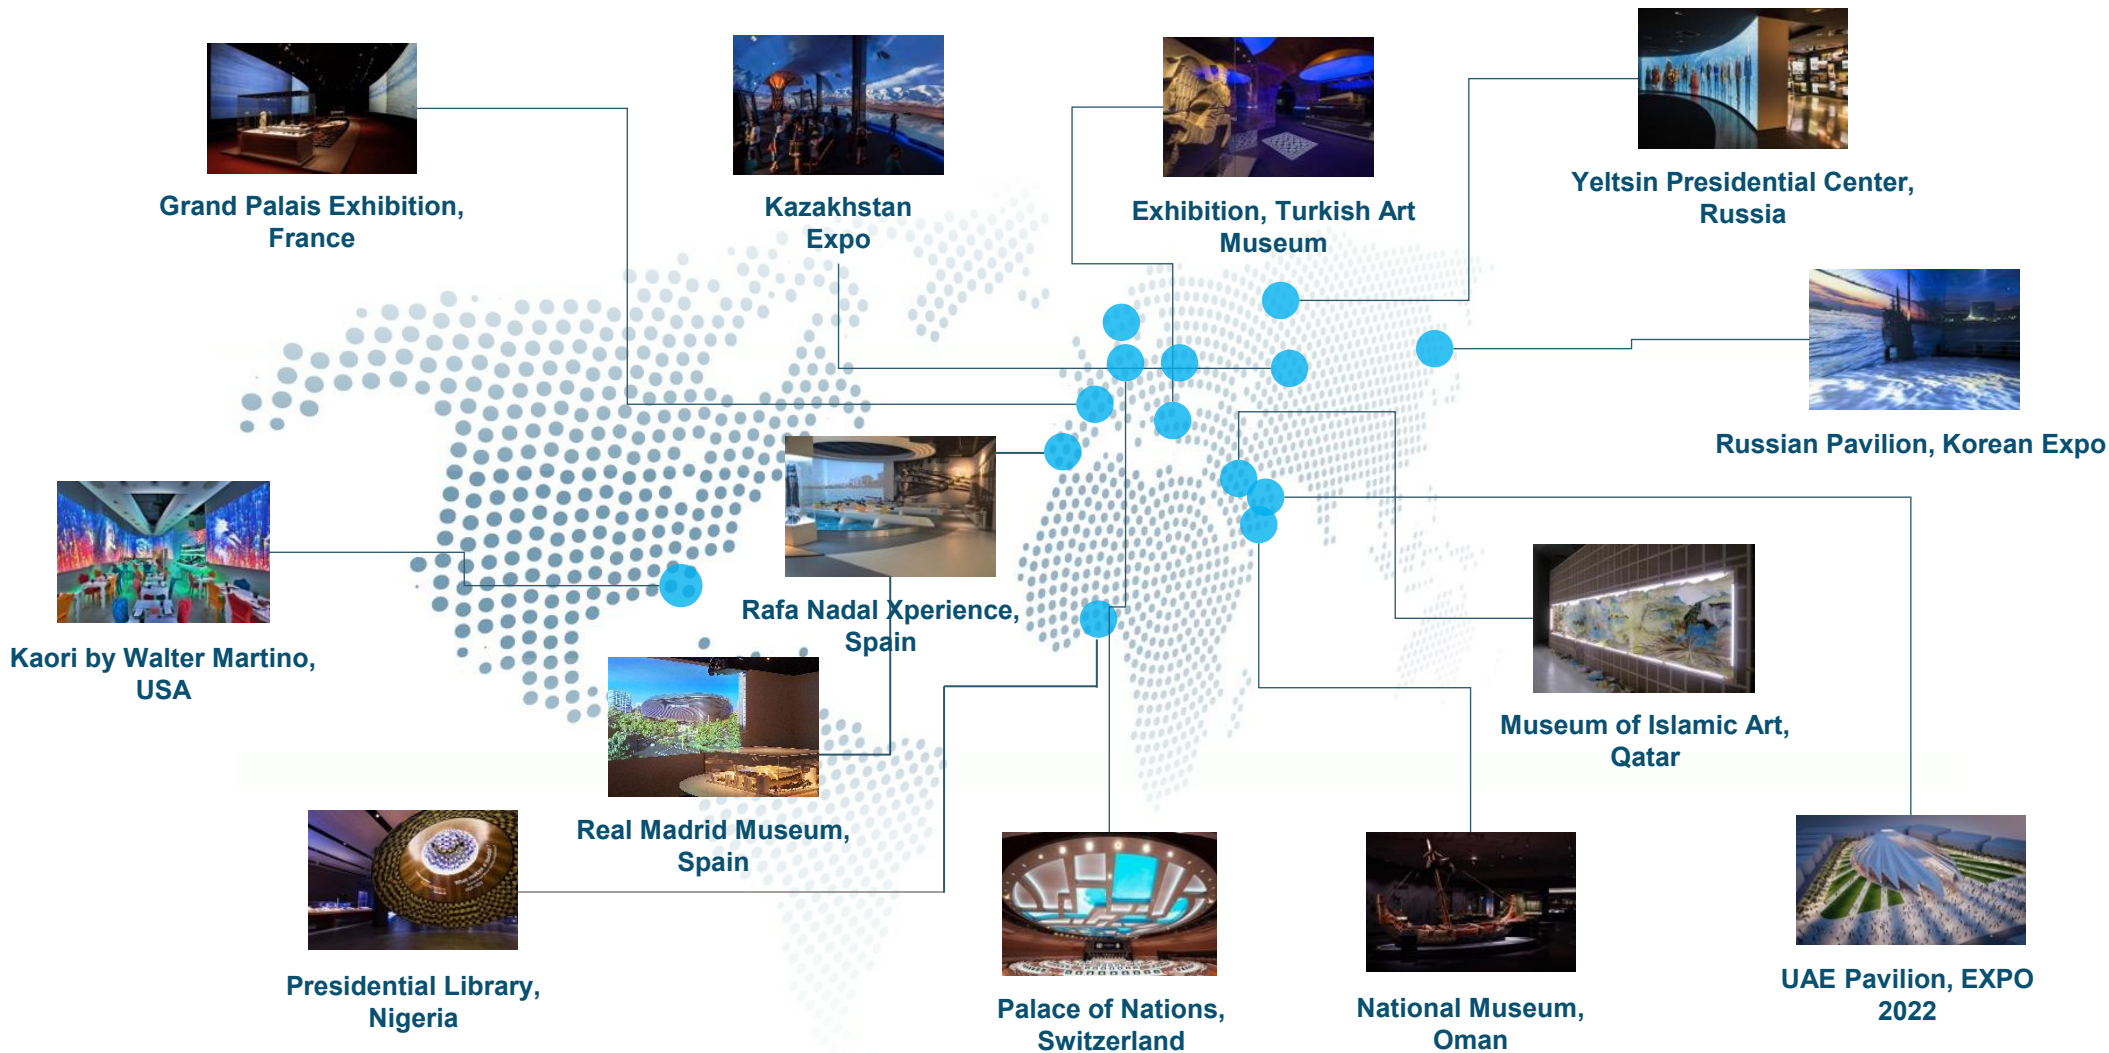 Grand Palais Exhibition,
France
Kazakhstan
Expo
Exhibition, Turkish Art
Museum
Yeltsin Presidential Center,
Russia
Russian Pavilion, Korean Expo
Kaori by Walter Martino,
USA
Rafa Nadal Xperience,
Spain
Museum of Islamic Art,
Qatar
Real Madrid Museum,
Spain
Presidential Library,
Nigeria
Palace of Nations,
Switzerland
National Museum,
Oman
UAE Pavilion, EXPO
2022